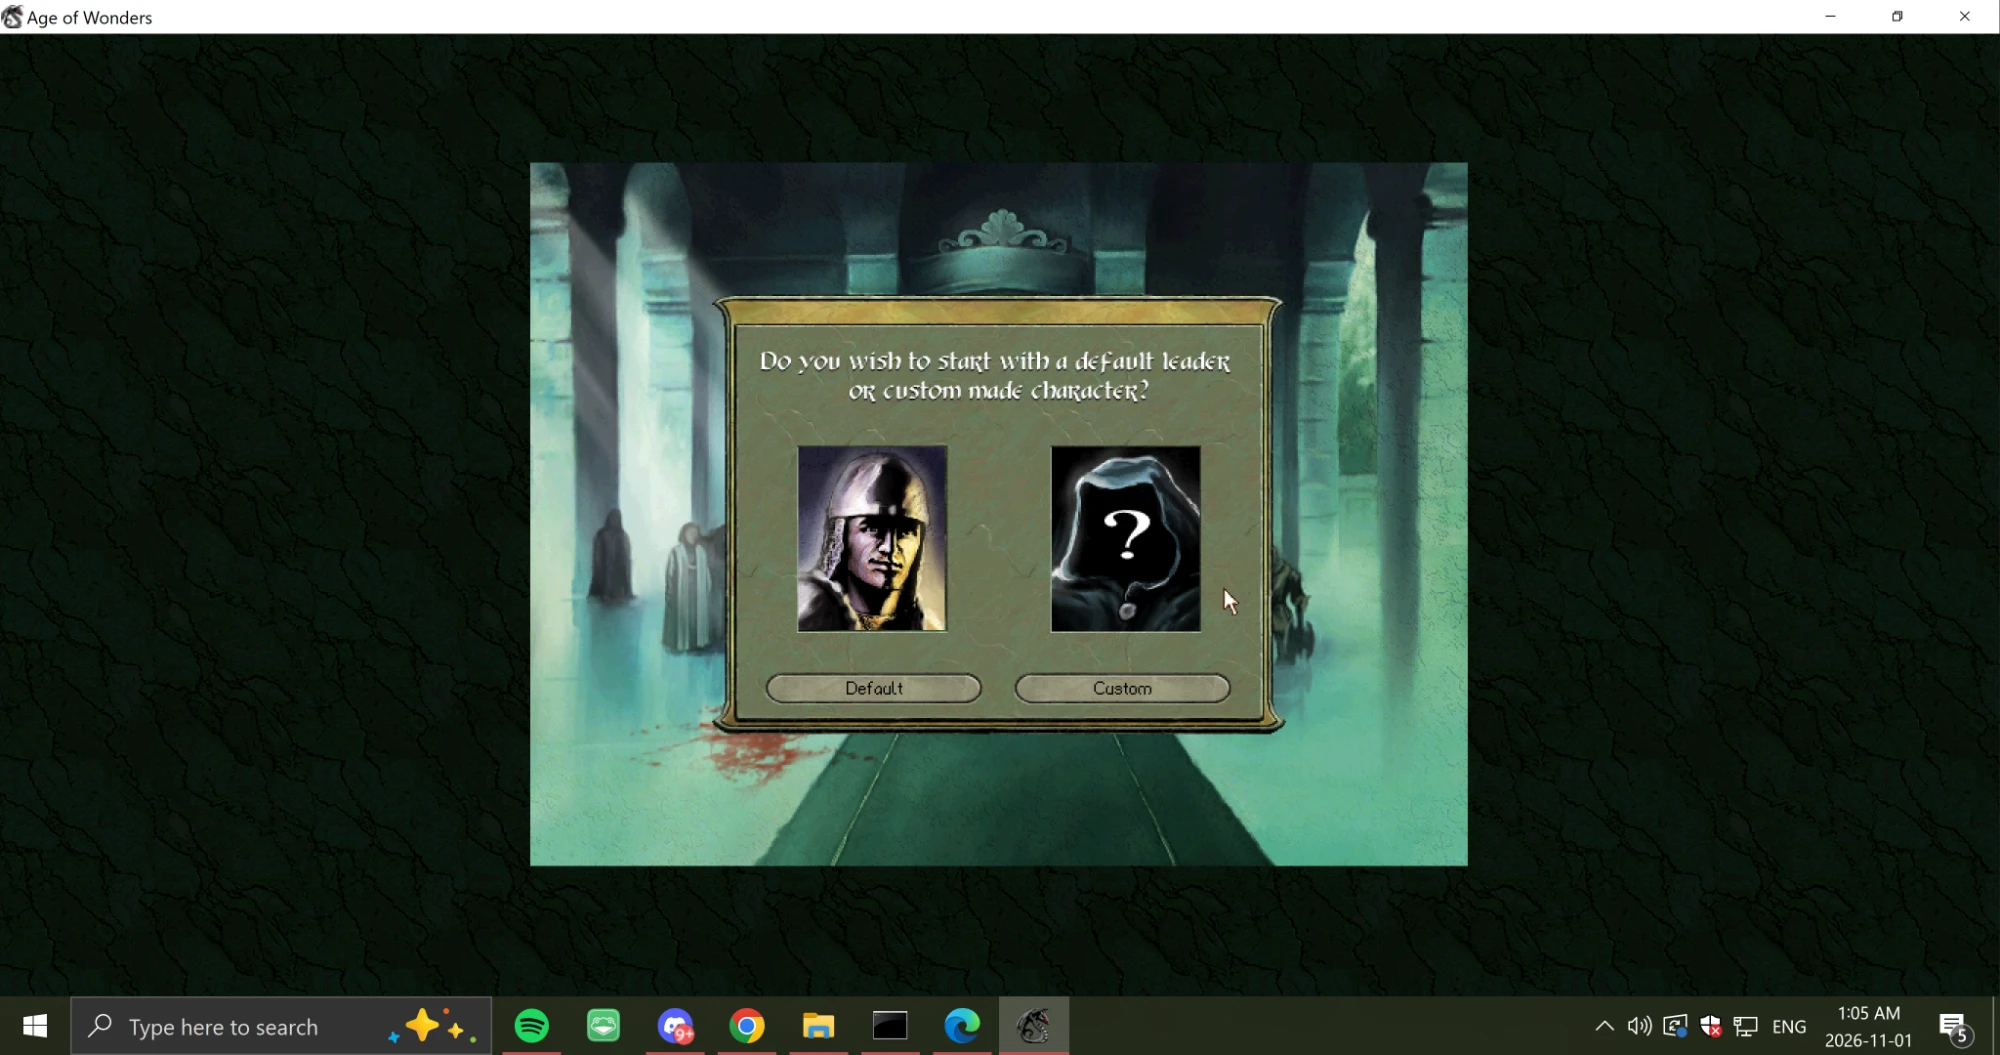 Age of Wonders
Do you wish to start with a default leader
or custom made character?
?
Default
Custom
Type here to search
9+
ENG
1:05 AM
2026-11-01
5